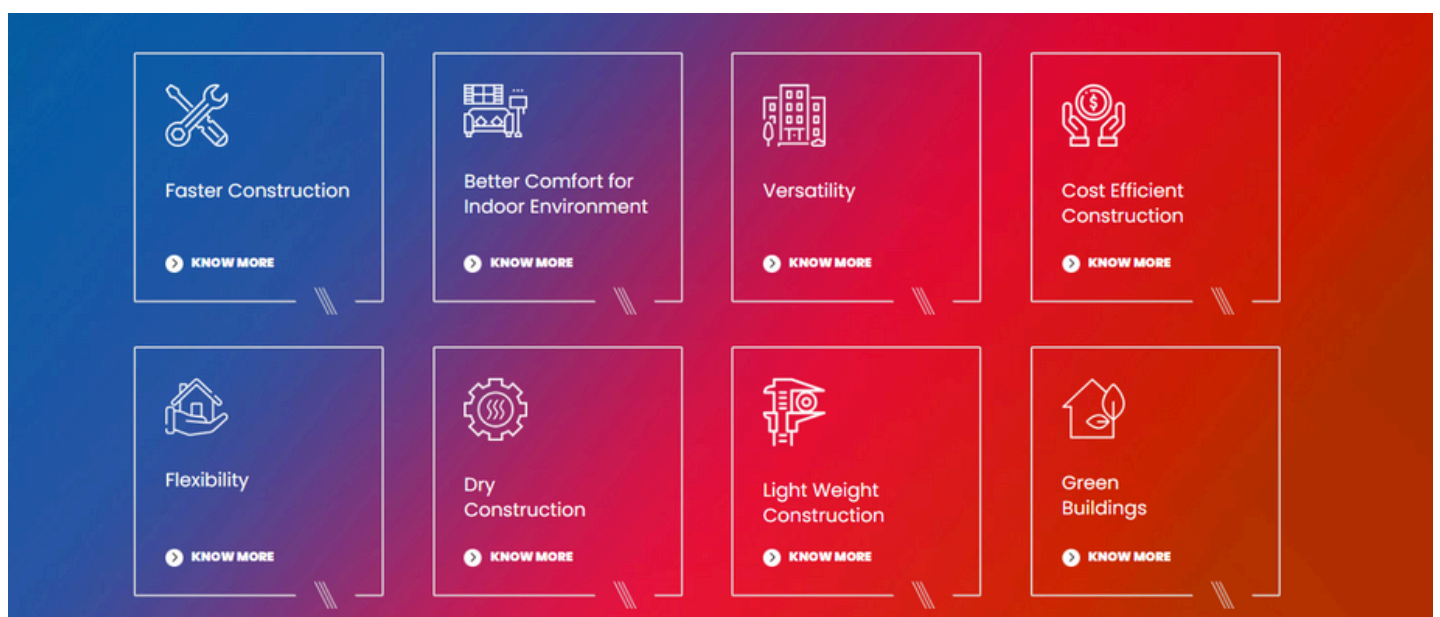 Faster Construction
KNOW MORE
Better Comfort for
Indoor Environment
KNOW MORE
Versatility
KNOW MORE
Cost Efficient
Construction
KNOW MORE
Flexibility
KNOW MORE
Dry
Construction
KNOW MORE
Light Weight
Construction
KNOW MORE
Green
Buildings
KNOW MORE